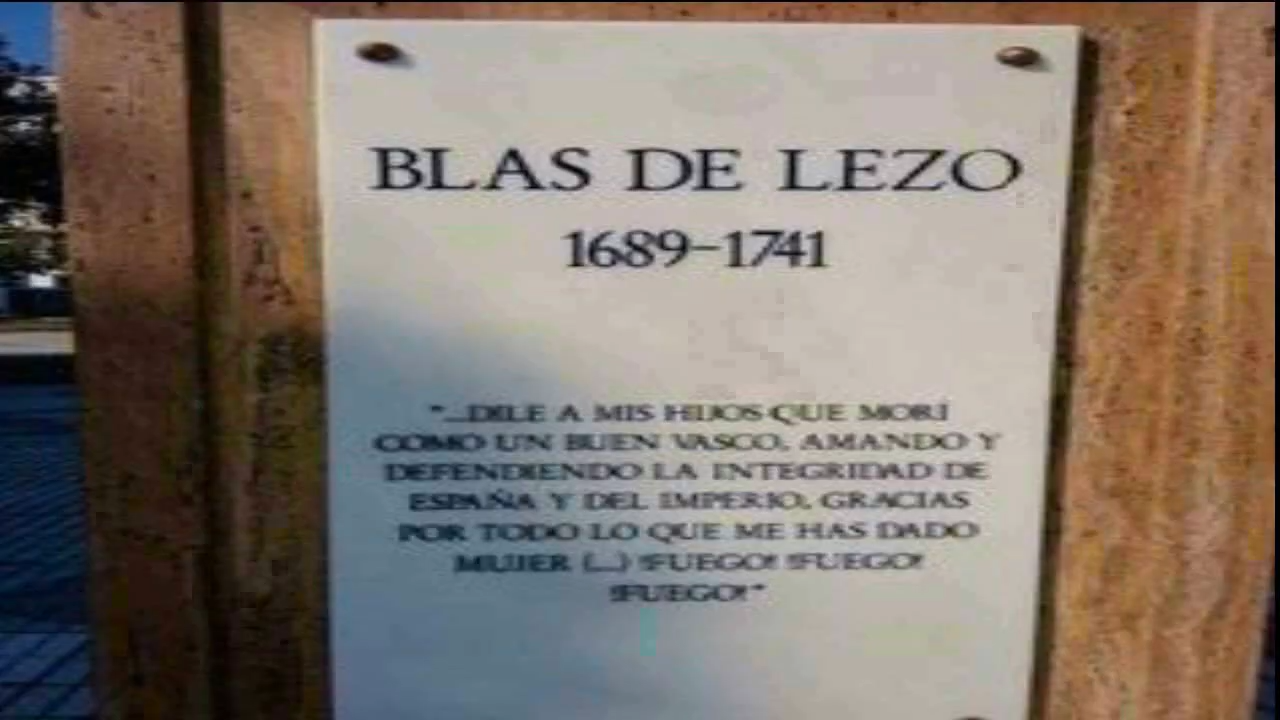 BLAS DE LEZO
1689-1741
"...DILE A MIS HIJOS QUE MORÍ
COMO UN BUEN VASCO, AMANDO Y
DEFENDIENDO LA INTEGRIDAD DE
ESPAÑA Y DEL IMPERIO. GRACIAS
POR TODO LO QUE ME HAS DADO
MUJER (...) !FUEGO! !FUEGO!
!FUEGO!"